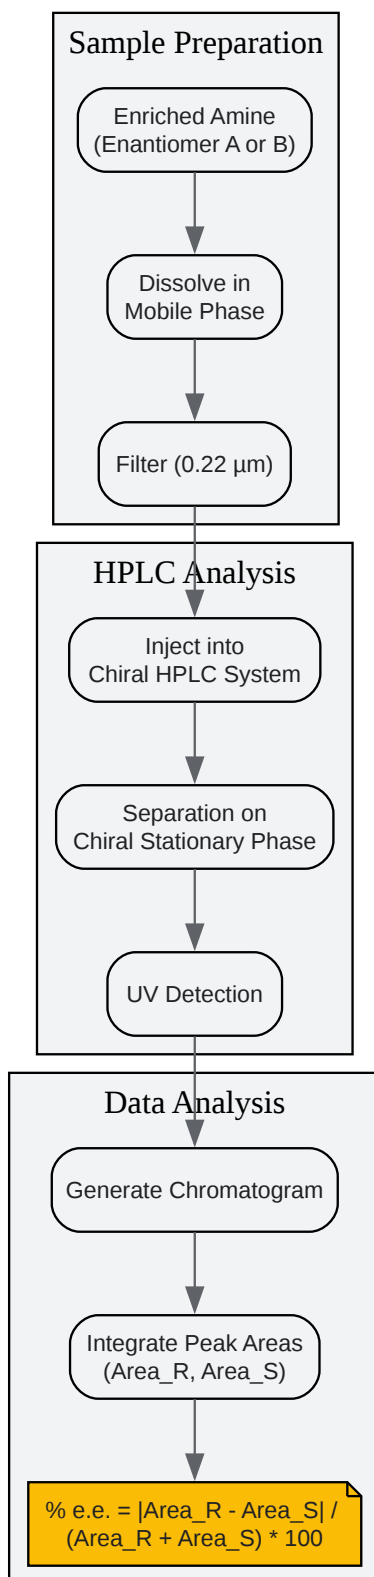 Sample Preparation
Enriched Amine
(Enantiomer A or B)
Dissolve in
Mobile Phase
Filter (0.22 µm)
HPLC Analysis
Inject into
Chiral HPLC System
Separation on
Chiral Stationary Phase
UV Detection
Data Analysis
Generate Chromatogram
Integrate Peak Areas
(Area_R, Area_S)
% e.e. = |Area_R - Area_S| /
(Area_R + Area_S) * 100